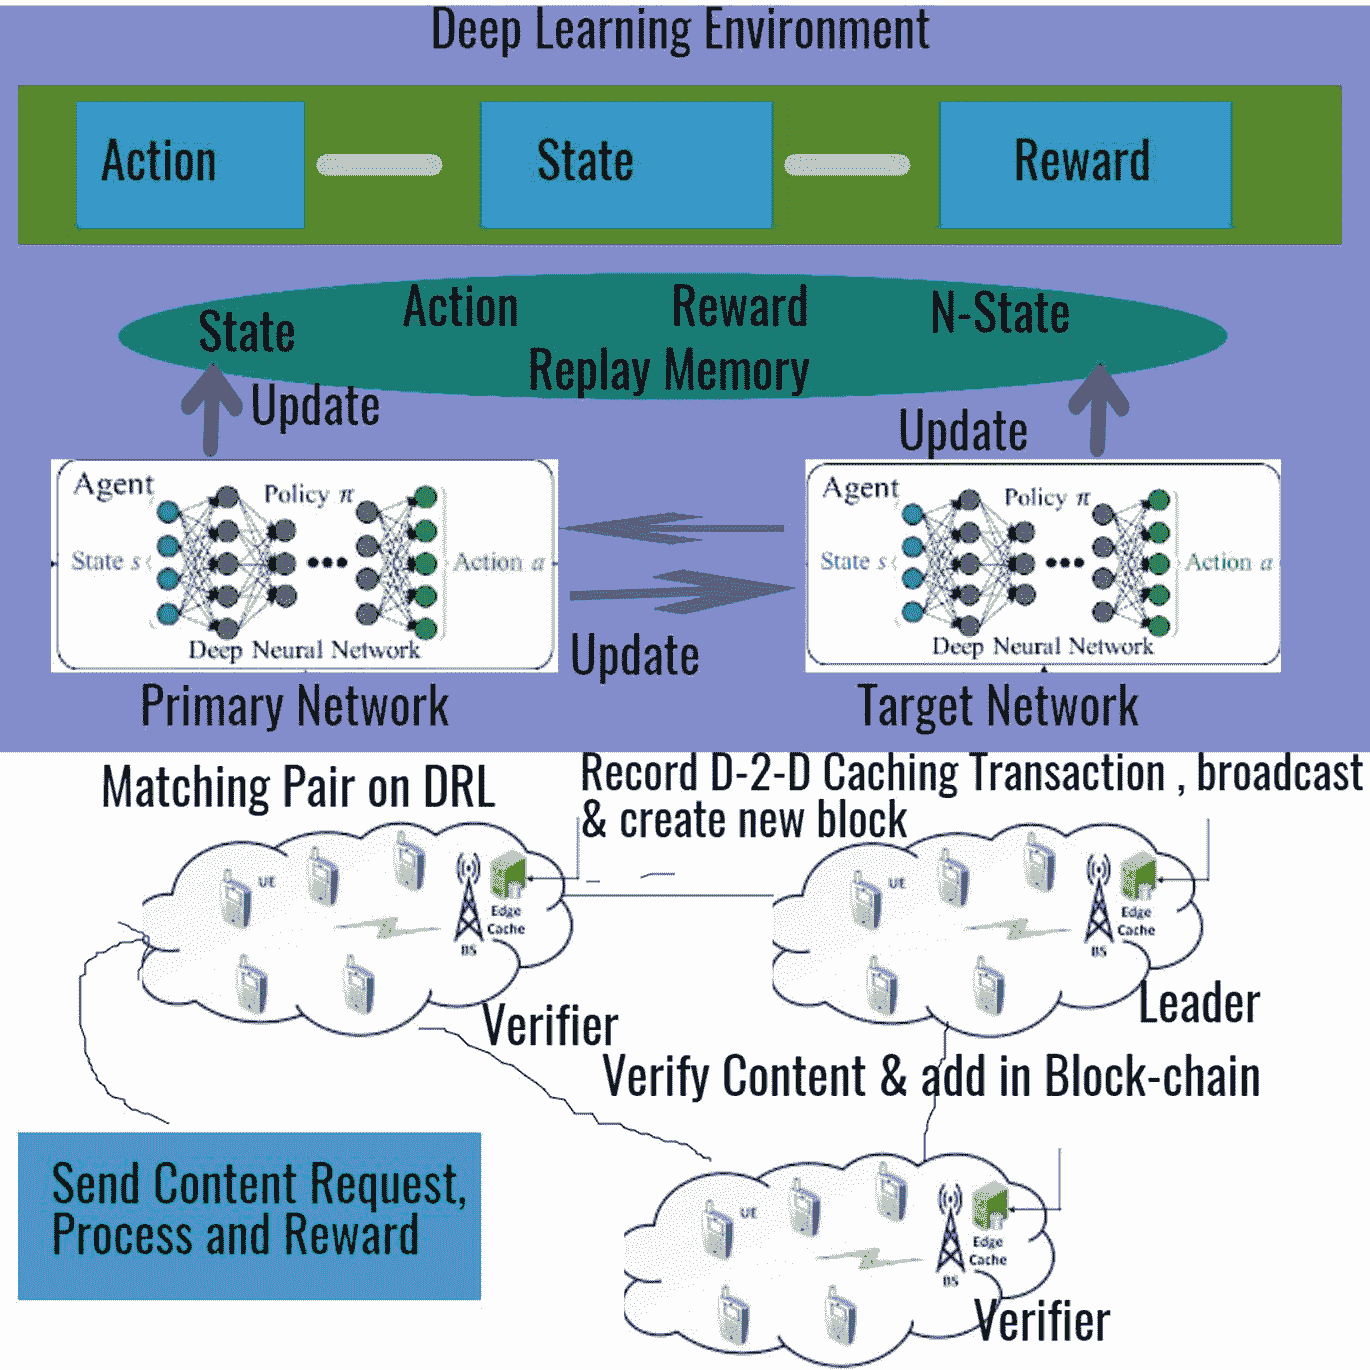 Deep Learning Environment
Action
State
Reward
State
Action
Reward
N-State
Replay Memory
Update
Update
Agent
Policy π
State s
Action a
Deep Neural Network
Agent
Policy π
State s
Action a
Deep Neural Network
Update
Primary Network
Target Network
Matching Pair on DRL
Record D-2-D Caching Transaction , broadcast
& create new block
UE
Edge
Cache
BS
Verifier
UE
Edge
Cache
BS
Leader
Verify Content & add in Block-chain
Send Content Request,
Process and Reward
UE
Edge
Cache
BS
Verifier